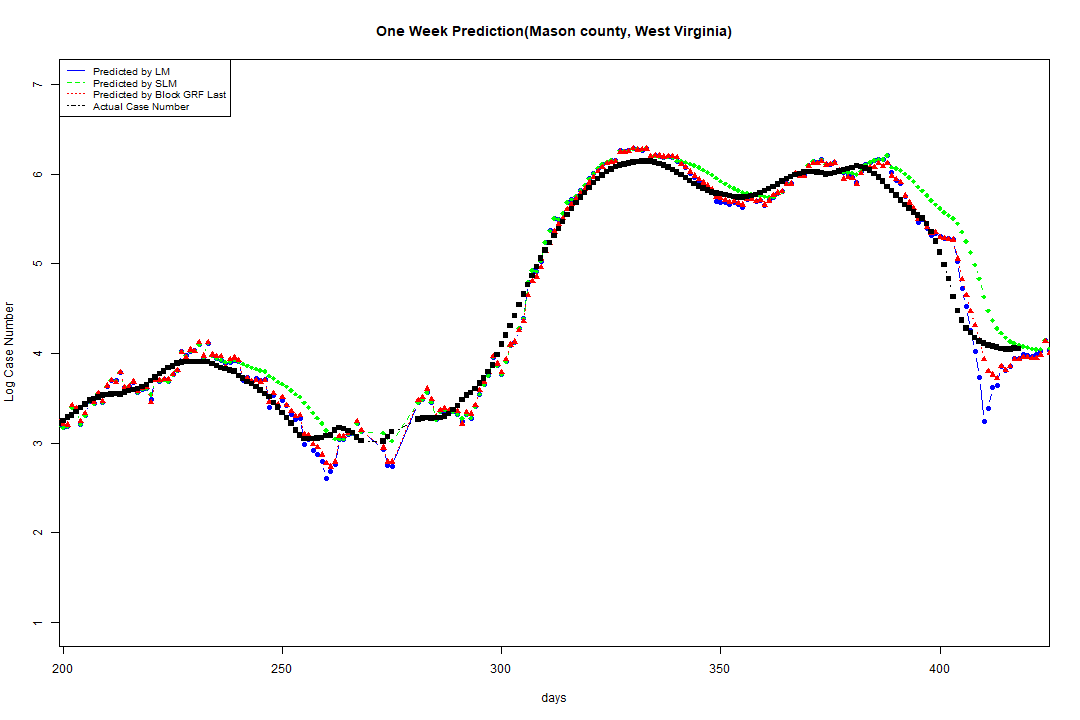 One Week Prediction(Mason county, West Virginia)
Predicted by LM
Predicted by SLM
Predicted by Block GRF Last
Actual Case Number
7
6
5
4
3
2
1
Log Case Number
200 250 300 350 400
days